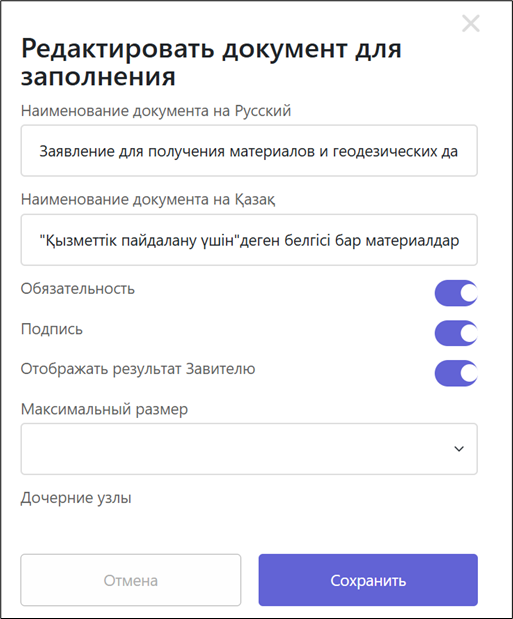 Редактировать документ для
заполнения
Наименование документа на Русский
Заявление для получения материалов и геодезических да
Наименование документа на Қазақ
"Қызметтік пайдалану үшін"деген белгісі бар материалдар
Обязательность
Подпись
Отображать результат Завителю
Максимальный размер
Дочерние узлы
Отмена
Сохранить